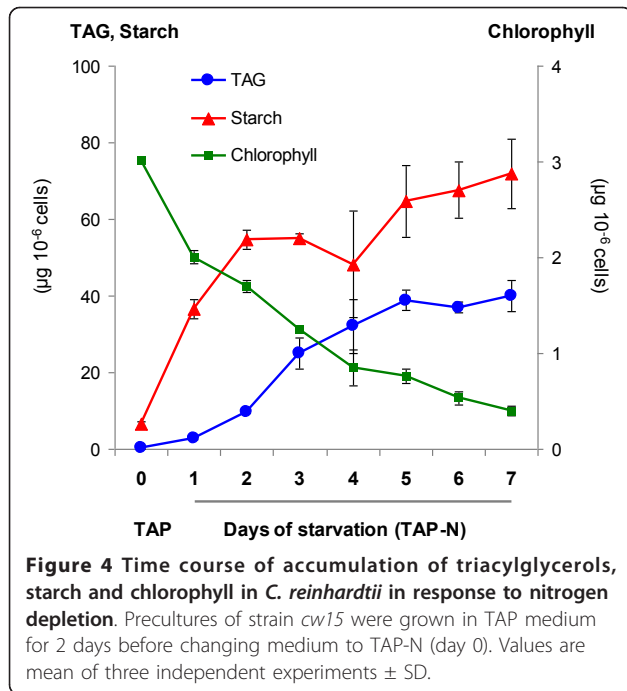 TAG, Starch
Chlorophyll
100
4
TAG
Starch
80
Chlorophyll
3
60
(µg 10-6 cells)
2
(µg 10-6 cells)
40
1
20
0
0
0 1 2 3 4 5 6 7
TAP Days of starvation (TAP-N)
Figure 4 Time course of accumulation of triacylglycerols,
starch and chlorophyll in C. reinhardtii in response to nitrogen
depletion. Precultures of strain cw15 were grown in TAP medium
for 2 days before changing medium to TAP-N (day 0). Values are
mean of three independent experiments ± SD.